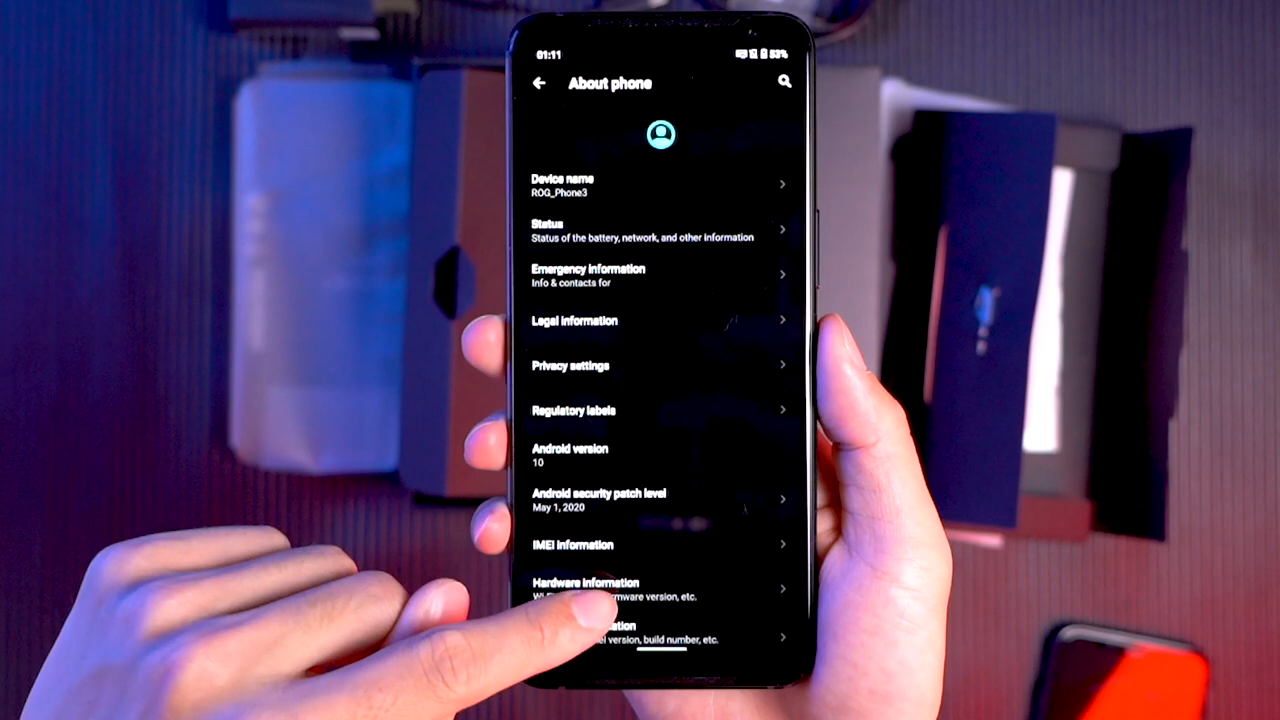 01:11
53%
About phone
Device name
ROG_Phone3
Status
Status of the battery, network, and other information
Emergency information
Info & contacts for
Legal information
Privacy settings
Regulatory labels
Android version
10
Android security patch level
May 1, 2020
IMEI information
Hardware information
version, etc.
version, build number, etc.